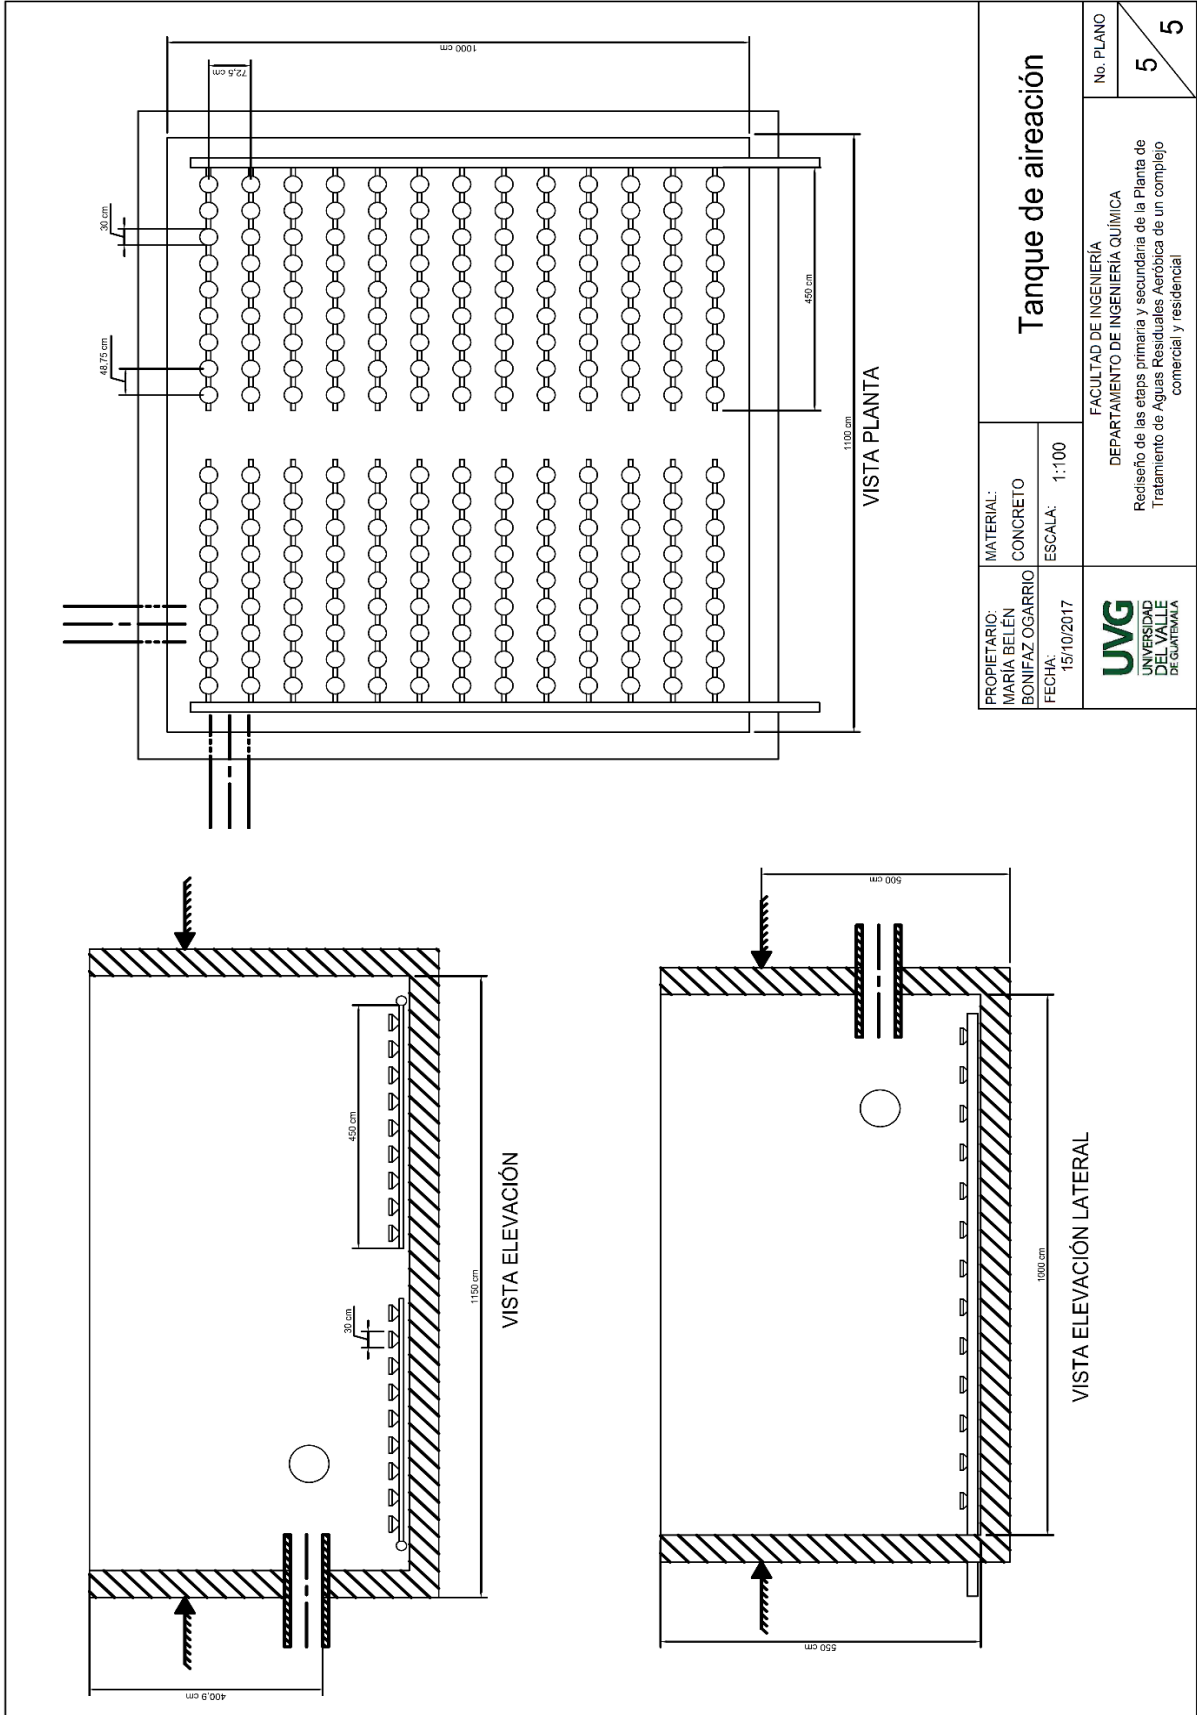 400,9 cm
1150 cm
450 cm
30 cm
VISTA ELEVACIÓN
48,75 cm
30 cm
72,5 cm
1000 cm
450 cm
1100 cm
VISTA PLANTA
550 cm
500 cm
1000 cm
VISTA ELEVACIÓN LATERAL
PROPIETARIO:
MARÍA BELÉN
BONIFAZ OGARRIO
FECHA:
15/10/2017
MATERIAL:
CONCRETO
ESCALA: 1:100
Tanque de aireación
UVG
UNIVERSIDAD
DEL VALLE
DE GUATEMALA
FACULTAD DE INGENIERÍA
DEPARTAMENTO DE INGENIERÍA QUÍMICA
Rediseño de las etaps primaria y secundaria de la Planta de
Tratamiento de Aguas Residuales Aeróbica de un complejo
comercial y residencial
No. PLANO
5
5